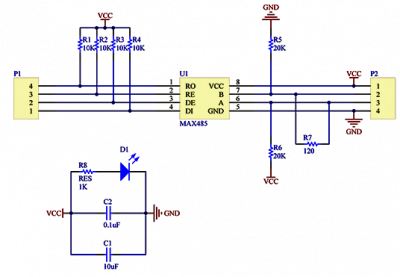 GND
VCC
R1 R2 R3 R4
10K 10K 10K 10K
R5
20K
P1
U1
P2
4
3
2
1
1
2
3
4
RO
RE
DE
DI
VCC
B
A
GND
8
7
6
5
VCC
1
2
3
4
MAX485
GND
R7
120
R6
20K
VCC
D1
R8
RES
1K
C2
VCC
GND
0.1uF
C1
10uF